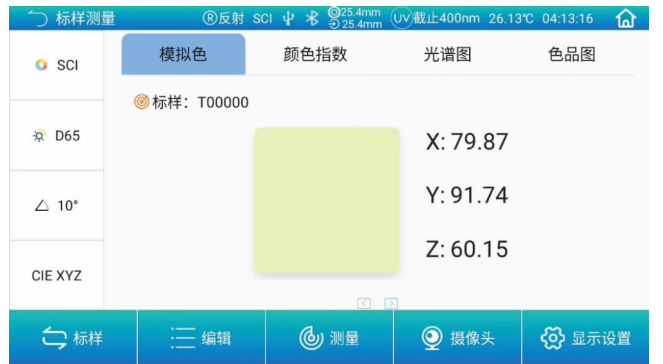 标样测量 Ⓡ反射 SCI 25.4mm 25.4mm UV截止400nm 26.13℃ 04:13:16
SCI
模拟色 颜色指数 光谱图 色品图
标样：T00000
D65
X: 79.87
10°
Y: 91.74
Z: 60.15
CIE XYZ
标样 编辑 测量 摄像头 显示设置